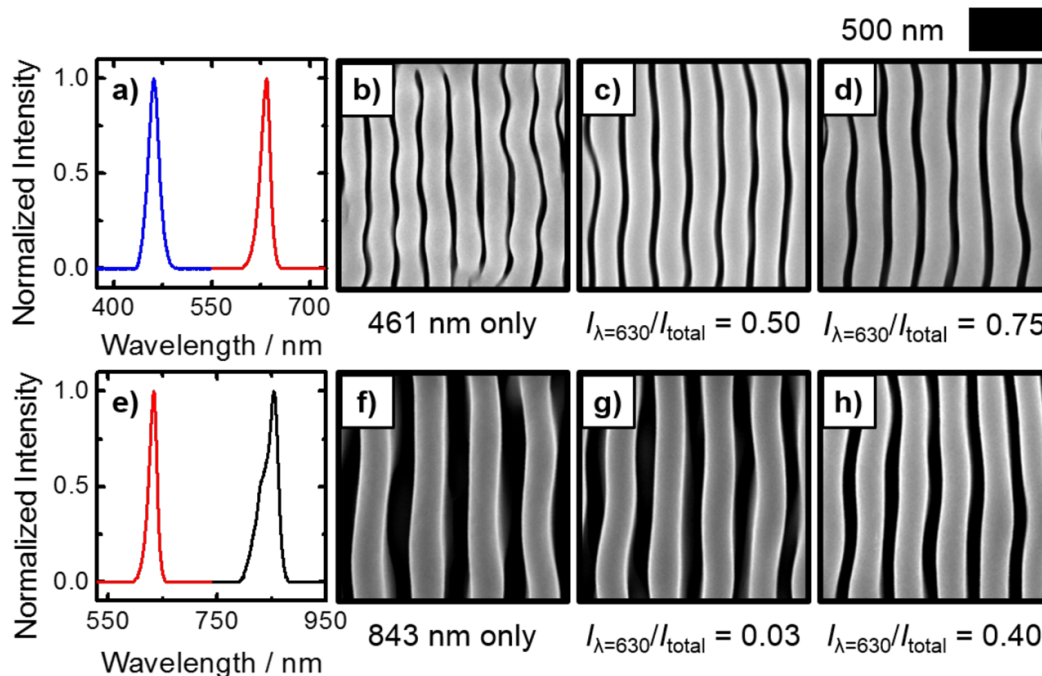 500 nm
a)
b)
c)
d)
Normalized Intensity
1.0
0.5
0.0
400 550 700
Wavelength / nm
461 nm only
Iλ=630/Itotal = 0.50
Iλ=630/Itotal = 0.75
e)
f)
g)
h)
Normalized Intensity
1.0
0.5
0.0
550 750 950
Wavelength / nm
843 nm only
Iλ=630/Itotal = 0.03
Iλ=630/Itotal = 0.40